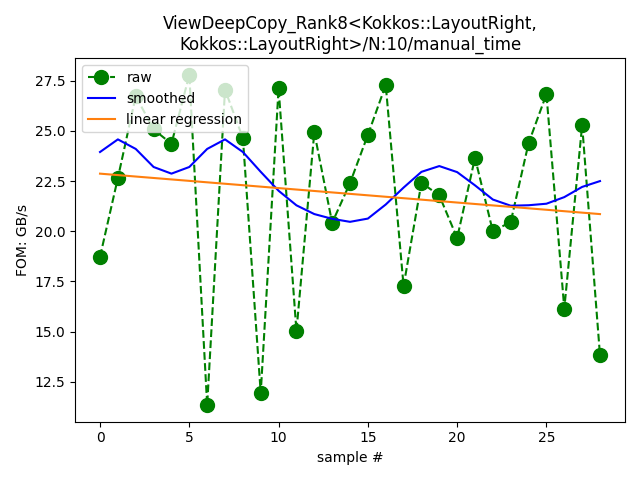 ViewDeepCopy_Rank8<Kokkos::LayoutRight,
Kokkos::LayoutRight>/N:10/manual_time
raw
smoothed
linear regression
FOM: GB/s
27.5
25.0
22.5
20.0
17.5
15.0
12.5
0
5
10
15
20
25
sample #